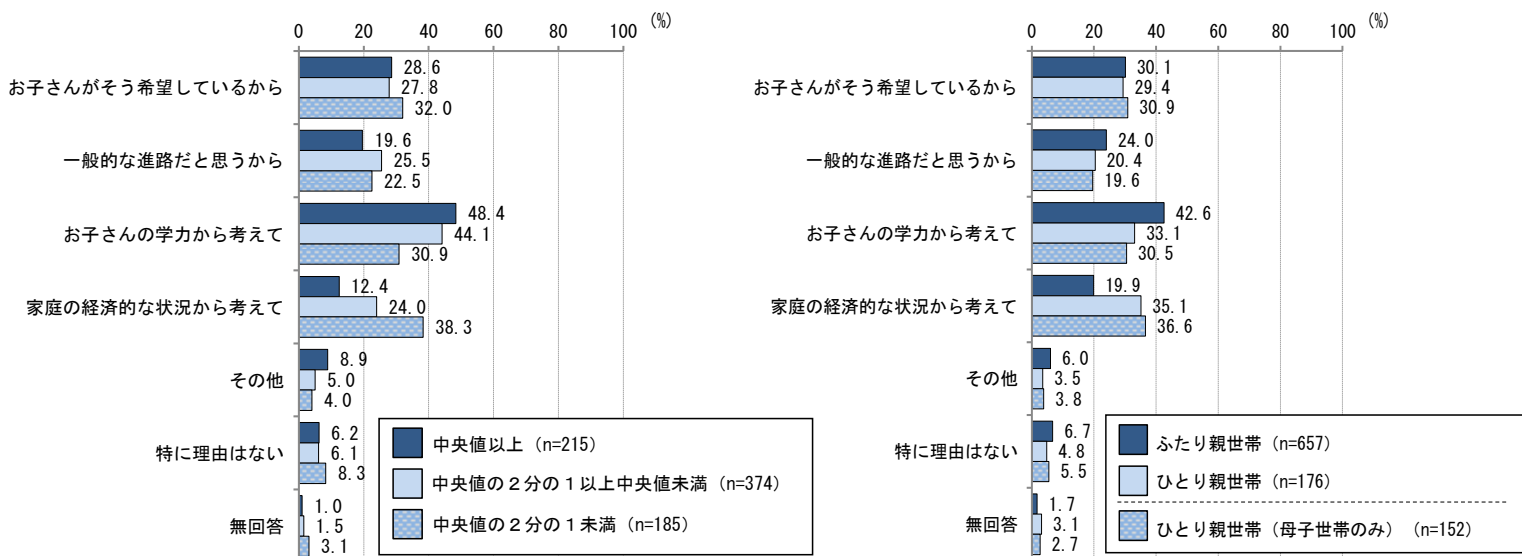 (%)
0 20 40 60 80 100
お子さんがそう希望しているから
28.6
27.8
32.0
一般的な進路だと思うから
19.6
25.5
22.5
お子さんの学力から考えて
48.4
44.1
30.9
家庭の経済的な状況から考えて
12.4
24.0
38.3
その他
8.9
5.0
4.0
特に理由はない
6.2
6.1
8.3
無回答
1.0
1.5
3.1
中央値以上 (n=215)
中央値の２分の１以上中央値未満 (n=374)
中央値の２分の１未満 (n=185)
(%)
0 20 40 60 80 100
お子さんがそう希望しているから
30.1
29.4
30.9
一般的な進路だと思うから
24.0
20.4
19.6
お子さんの学力から考えて
42.6
33.1
30.5
家庭の経済的な状況から考えて
19.9
35.1
36.6
その他
6.0
3.5
3.8
特に理由はない
6.7
4.8
5.5
無回答
1.7
3.1
2.7
ふたり親世帯 (n=657)
ひとり親世帯 (n=176)
ひとり親世帯（母子世帯のみ） (n=152)